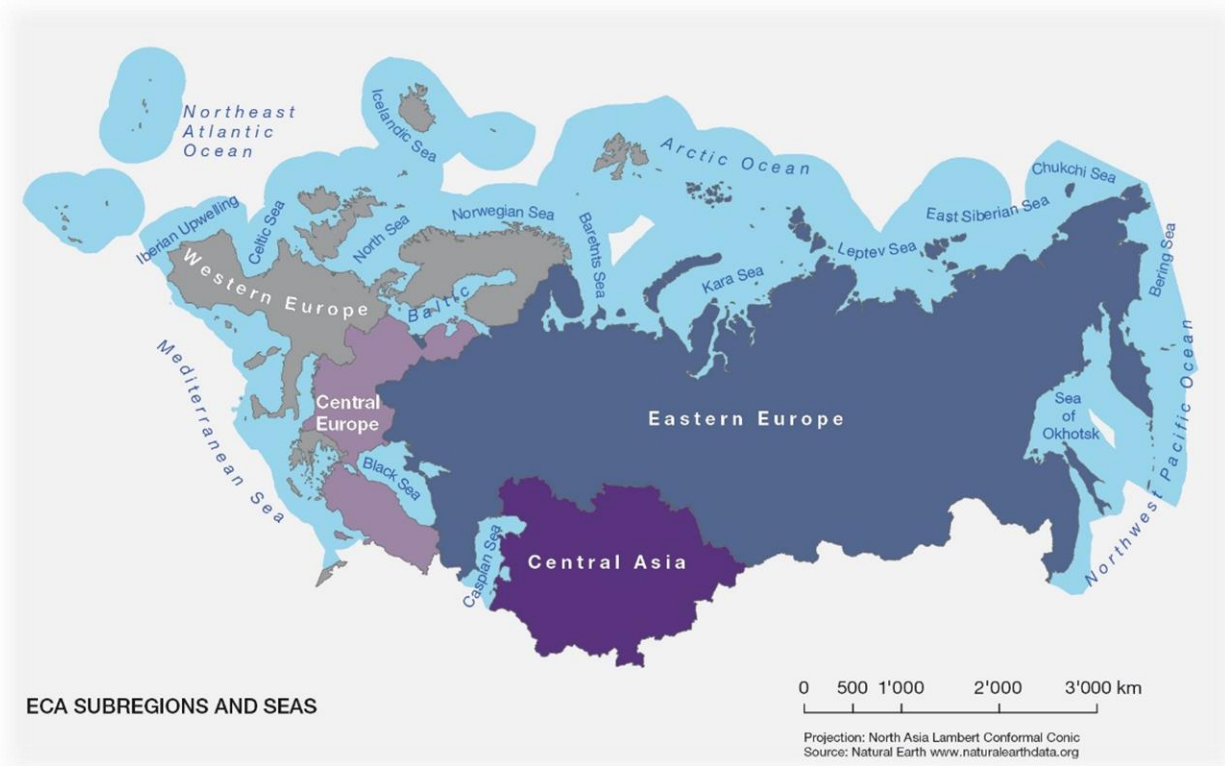 Northeast
Atlantic
Ocean
Icelandic Sea
Arctic Ocean
Chukchi Sea
Iberian Upwelling
Celtic Sea
North Sea
Norwegian Sea
Baretnts Sea
East Siberian Sea
Leptev Sea
Kara Sea
Bering Sea
Western Europe
Baltic
Mediterranean Sea
Central
Europe
Eastern Europe
Sea
of
Okhotsk
Northwest Pacific Ocean
Black Sea
Caspian Sea
Central Asia
ECA SUBREGIONS AND SEAS
0 500 1'000 2'000 3'000 km
Projection: North Asia Lambert Conformal Conic
Source: Natural Earth www.naturalearthdata.org